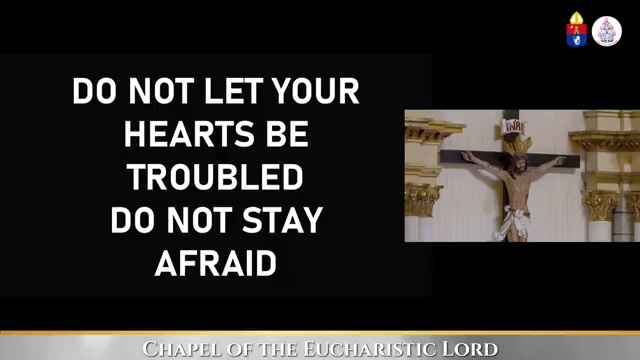 DO NOT LET YOUR
HEARTS BE
TROUBLED
DO NOT STAY
AFRAID
INRI
CHAPEL OF THE EUCHARISTIC LORD